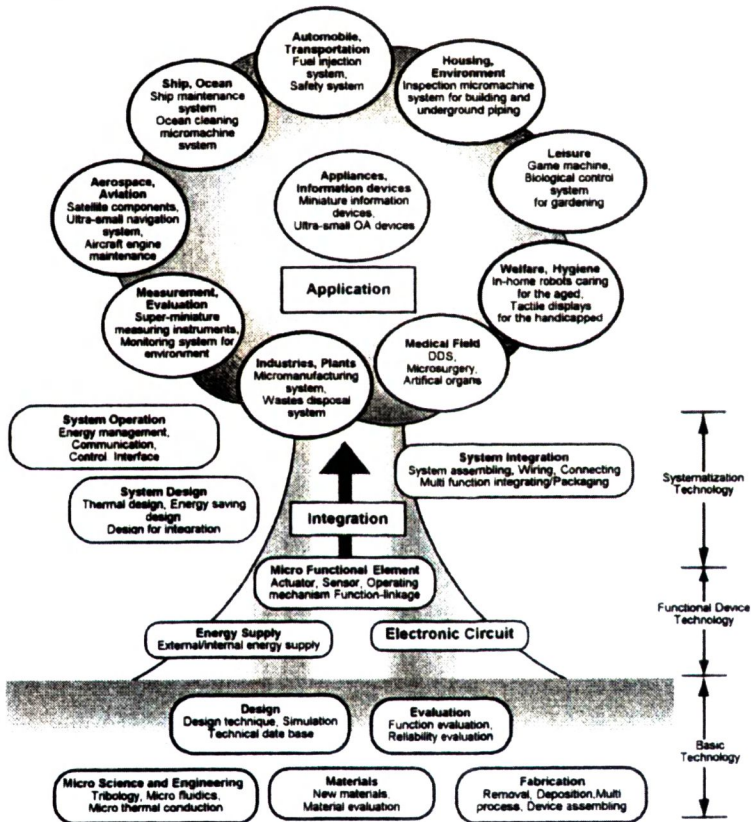 Automobile,
Transportation
Fuel injection
system,
Safety system
Ship, Ocean
Ship maintenance
system
Ocean cleaning
micromachine
system
Housing,
Environment
Inspection micromachine
system for building and
underground piping
Aerospace,
Aviation
Satellite components,
Ultra-small navigation
system,
Aircraft engine
maintenance
Appliances,
Information devices
Miniature information
devices,
Ultra-small OA devices
Leisure
Game machine,
Biological control
system
for gardening
Application
Measurement,
Evaluation
Super-miniature
measuring instruments,
Monitoring system for
environment
Welfare, Hygiene
In-home robots caring
for the aged,
Tactile displays
for the handicapped
Industries, Plants
Micromanufacturing
system,
Wastes disposal
system
Medical Field
DDS,
Microsurgery,
Artifical organs
System Operation
Energy management,
Communication,
Control Interface
System Integration
System assembling, Wiring, Connecting
Multi function integrating/Packaging
System Design
Thermal design, Energy saving
design
Design for integration
Integration
Systematization
Technology
Micro Functional Element
Actuator, Sensor, Operating
mechanism Function-linkage
Energy Supply
External/internal energy supply
Electronic Circuit
Functional Device
Technology
Design
Design technique, Simulation
Technical date base
Evaluation
Function evaluation,
Reliability evaluation
Micro Science and Engineering
Tribology, Micro fluidics,
Micro thermal conduction
Materials
New materials,
Material evaluation
Fabrication
Removal, Deposition,Multi
process, Device assembling
Basic
Technology